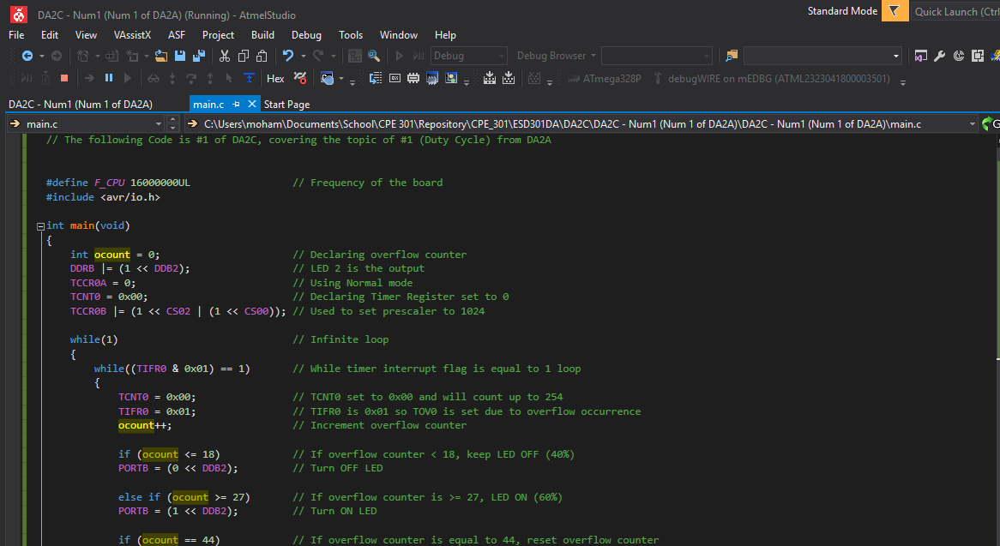 DA2C - Num1 (Num 1 of DA2A) (Running) - AtmelStudio
Standard Mode
Quick Launch (Ctrl
File Edit View VAssistX ASF Project Build Debug Tools Window Help
Debug Debug Browser
Hex ATmega328P debugWIRE on mEDBG (ATML2323041800003501)
DA2C - Num1 (Num 1 of DA2A) main.c Start Page
main.c C:\Users\moham\Documents\School\CPE 301\Repository\CPE_301\ESD301DA\DA2C\DA2C - Num1 (Num 1 of DA2A)\DA2C - Num1 (Num 1 of DA2A)\main.c G
// The following Code is #1 of DA2C, covering the topic of #1 (Duty Cycle) from DA2A
#define F_CPU 16000000UL // Frequency of the board
#include <avr/io.h>
int main(void)
{
int ocount = 0; // Declaring overflow counter
DDRB |= (1 << DDB2); // LED 2 is the output
TCCR0A = 0; // Using Normal mode
TCNT0 = 0x00; // Declaring Timer Register set to 0
TCCR0B |= (1 << CS02 | (1 << CS00)); // Used to set prescaler to 1024
while(1) // Infinite loop
{
while((TIFR0 & 0x01) == 1) // While timer interrupt flag is equal to 1 loop
{
TCNT0 = 0x00; // TCNT0 set to 0x00 and will count up to 254
TIFR0 = 0x01; // TIFR0 is 0x01 so TOV0 is set due to overflow occurrence
ocount++; // Increment overflow counter
if (ocount <= 18) // If overflow counter < 18, keep LED OFF (40%)
PORTB = (0 << DDB2); // Turn OFF LED
else if (ocount >= 27) // If overflow counter is >= 27, LED ON (60%)
PORTB = (1 << DDB2); // Turn ON LED
if (ocount == 44) // If overflow counter is equal to 44, reset overflow counter